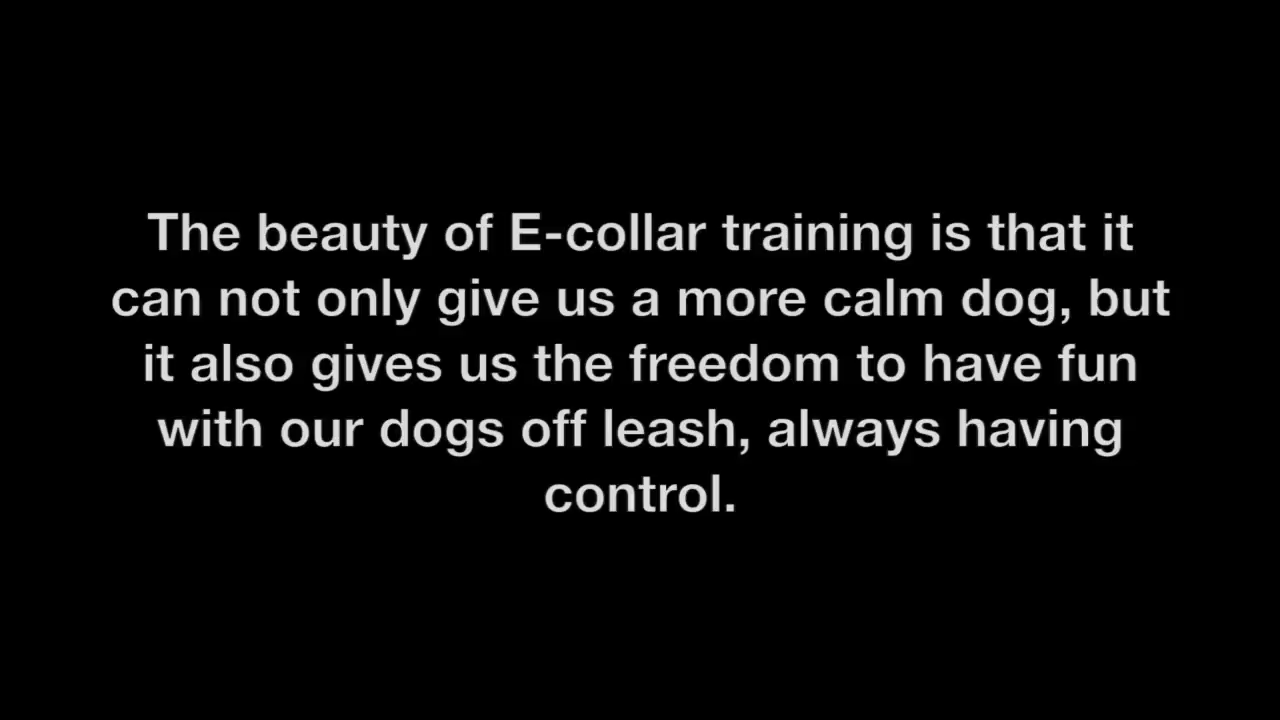 The beauty of E-collar training is that it
can not only give us a more calm dog, but
it also gives us the freedom to have fun
with our dogs off leash, always having
control.